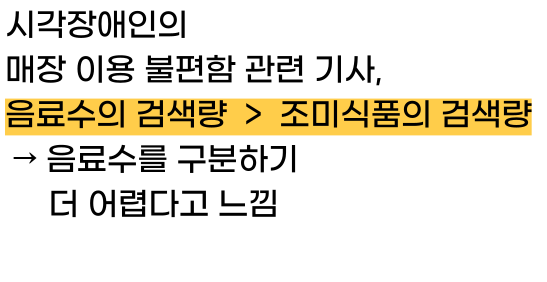 시각장애인의
매장 이용 불편함 관련 기사,
음료수의 검색량 > 조미식품의 검색량
→ 음료수를 구분하기
더 어렵다고 느낌